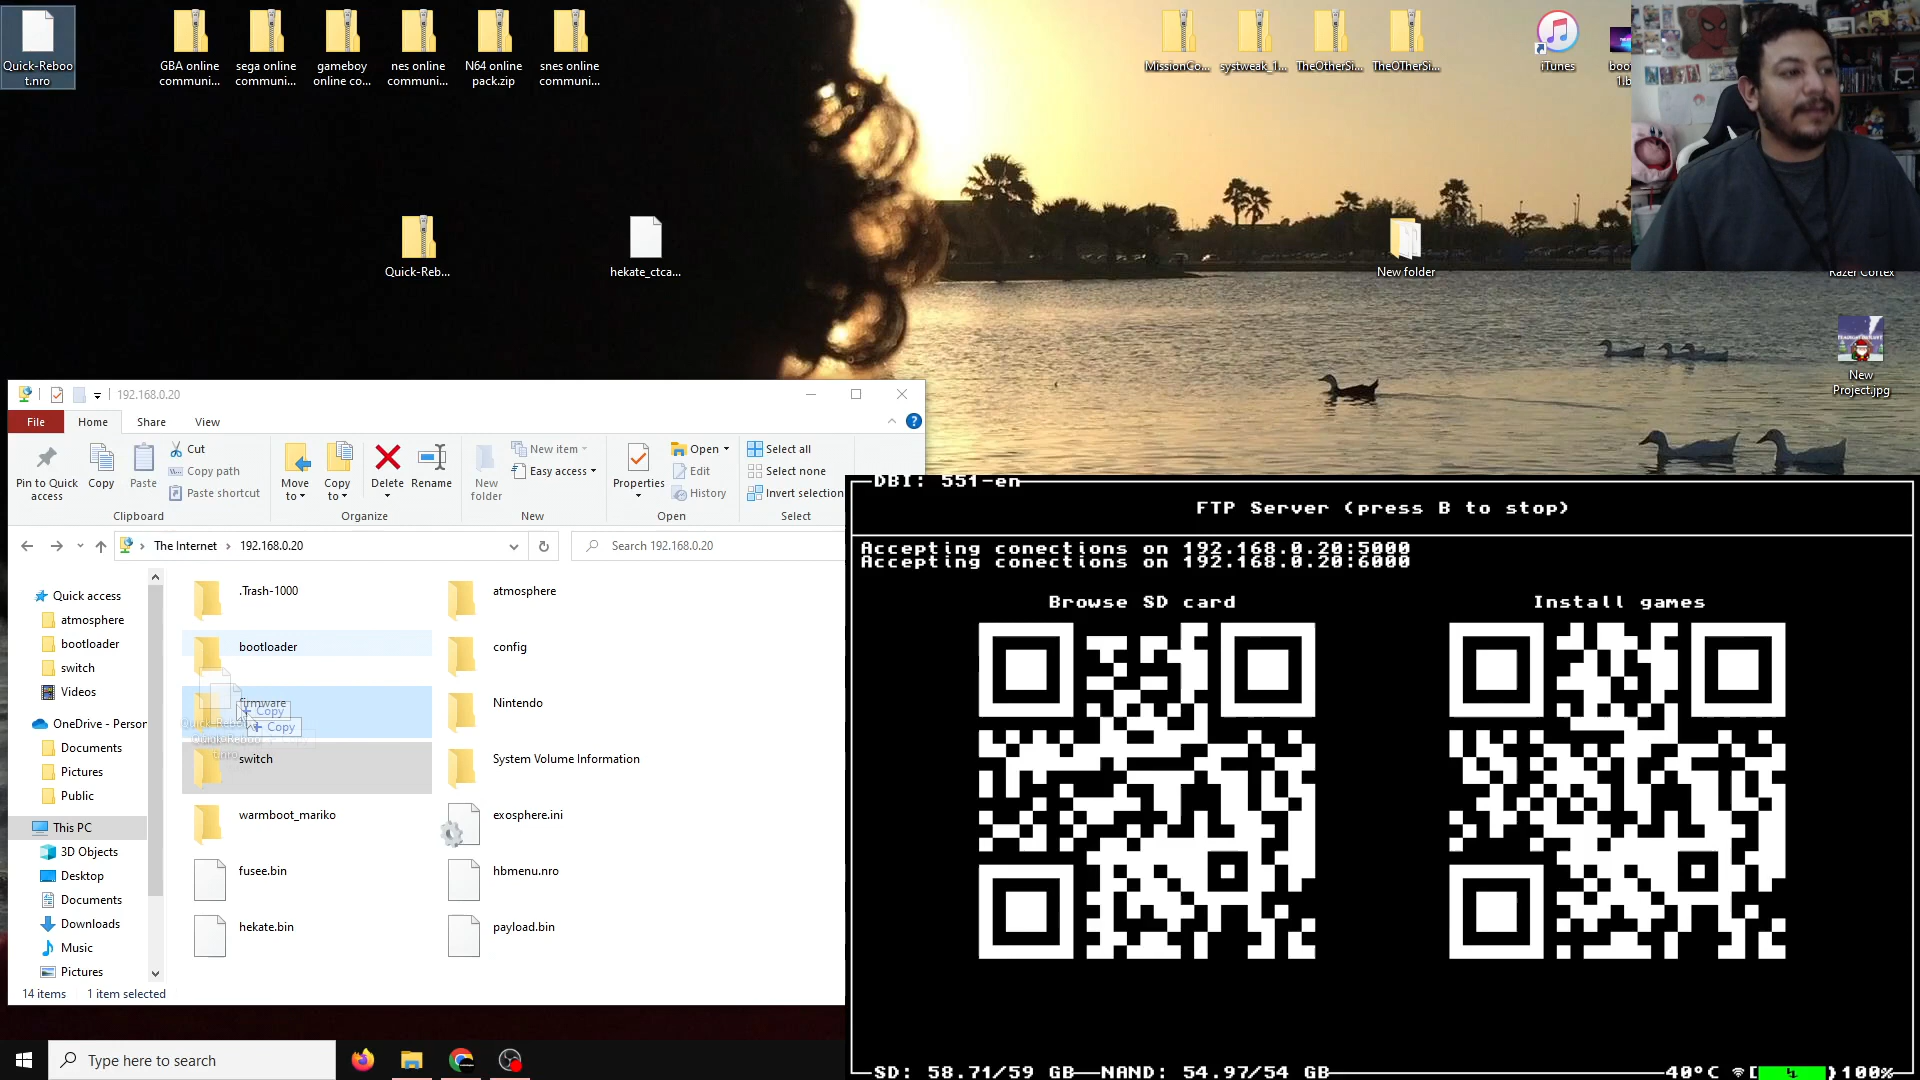 Quick-Reboo
t.nro
GBA online
communi...
sega online
communi...
gameboy
online co...
nes online
communi...
N64 online
pack.zip
snes online
communi...
MissionCo...
systweak_1...
TheOtherSi...
TheOTherSi...
iTunes
Quick-Reb...
hekate_ctca...
New folder
Razer Cortex
New
Project.jpg
192.168.0.20
File
Home
Share
View
Pin to Quick
access
Copy
Paste
Cut
Copy path
Paste shortcut
Clipboard
Move
to
Copy
to
Delete
Rename
Organize
New
folder
New item
Easy access
New
Properties
Open
Edit
History
Open
Select all
Select none
Invert selection
Select
The Internet > 192.168.0.20
Search 192.168.0.20
Quick access
atmosphere
bootloader
switch
Videos
OneDrive - Person
Documents
Pictures
Public
This PC
3D Objects
Desktop
Documents
Downloads
Music
Pictures
.Trash-1000
atmosphere
bootloader
config
firmware
Nintendo
+ Copy
+ Copy
switch
System Volume Information
warmboot_mariko
exosphere.ini
fusee.bin
hbmenu.nro
hekate.bin
payload.bin
14 items
1 item selected
DBI: 551-en
FTP Server (press B to stop)
Accepting conections on 192.168.0.20:5000
Accepting conections on 192.168.0.20:6000
Browse SD card
Install games
SD: 58.71/59 GB
NAND: 54.97/54 GB
40°C
100%
Type here to search